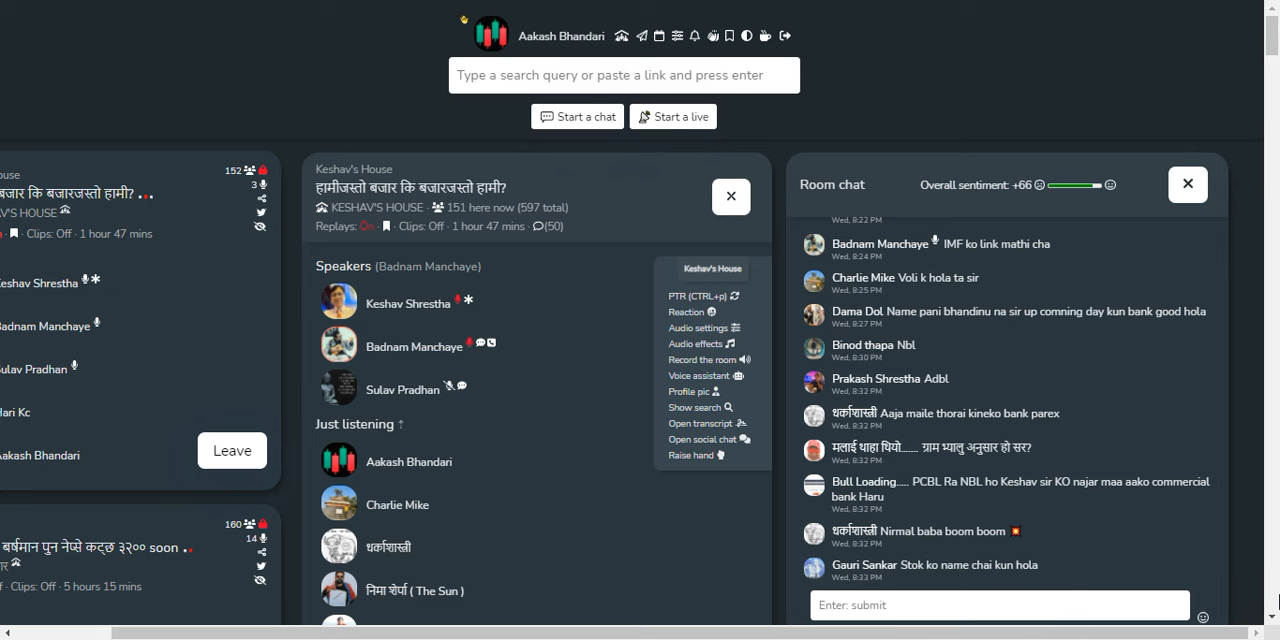 Aakash Bhandari
Type a search query or paste a link and press enter
Start a chat
Start a live
ouse
152
3
बजार कि बजारजस्तो हामी?
V'S HOUSE
Clips: Off · 1 hour 47 mins
eshav Shrestha
Badnam Manchaye
Sulav Pradhan
Hari Kc
Aakash Bhandari
Leave
160
14
बर्षमान पुन नेप्से कट्छ ३२०० soon
ार
f · Clips: Off · 5 hours 15 mins
Keshav's House
हामीजस्तो बजार कि बजारजस्तो हामी?
KESHAV'S HOUSE · 151 here now (597 total)
Replays: On · Clips: Off · 1 hour 47 mins · (50)
Speakers (Badnam Manchaye)
Keshav Shrestha
Badnam Manchaye
Sulav Pradhan
Just listening ↑
Aakash Bhandari
Charlie Mike
धर्काशास्त्री
निमा शेर्पा ( The Sun )
Keshav's House
PTR (CTRL+p)
Reaction
Audio settings
Audio effects
Record the room
Voice assistant
Profile pic
Show search
Open transcript
Open social chat
Raise hand
Room chat
Overall sentiment: +66
Wed, 8:22 PM
Badnam Manchaye IMF ko link mathi cha
Wed, 8:24 PM
Charlie Mike Voli k hola ta sir
Wed, 8:25 PM
Dama Dol Name pani bhandinu na sir up comning day kun bank good hola
Wed, 8:27 PM
Binod thapa Nbl
Wed, 8:30 PM
Prakash Shrestha Adbl
Wed, 8:32 PM
धर्काशास्त्री Aaja maile thorai kineko bank parex
Wed, 8:32 PM
मलाई थाहा थियो....... ग्राम भ्यालु अनुसार हो सर?
Wed, 8:32 PM
Bull Loading..... PCBL Ra NBL ho Keshav sir KO najar maa aako commercial
bank Haru
Wed, 8:32 PM
धर्काशास्त्री Nirmal baba boom boom 💥
Wed, 8:32 PM
Gauri Sankar Stok ko name chai kun hola
Wed, 8:33 PM
Enter: submit